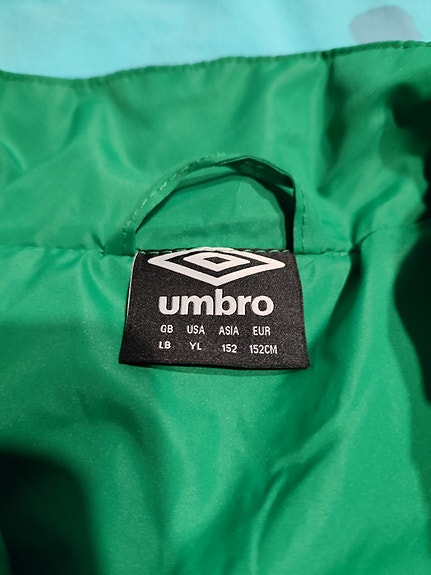 umbro
GB USA ASIA EUR
LB YL 152 152CM